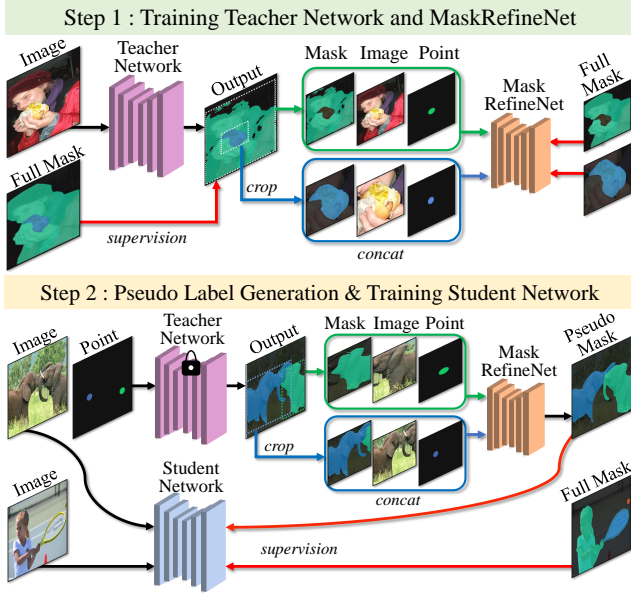 Step 1 : Training Teacher Network and MaskRefineNet
Image
Teacher
Network
Output
Mask Image Point
Mask
RefineNet
Full
Mask
Full Mask
crop
supervision
concat
Step 2 : Pseudo Label Generation & Training Student Network
Image
Point
Teacher
Network
Output
Mask Image Point
Mask
RefineNet
Pseudo
Mask
crop
concat
Image
Student
Network
supervision
Full Mask